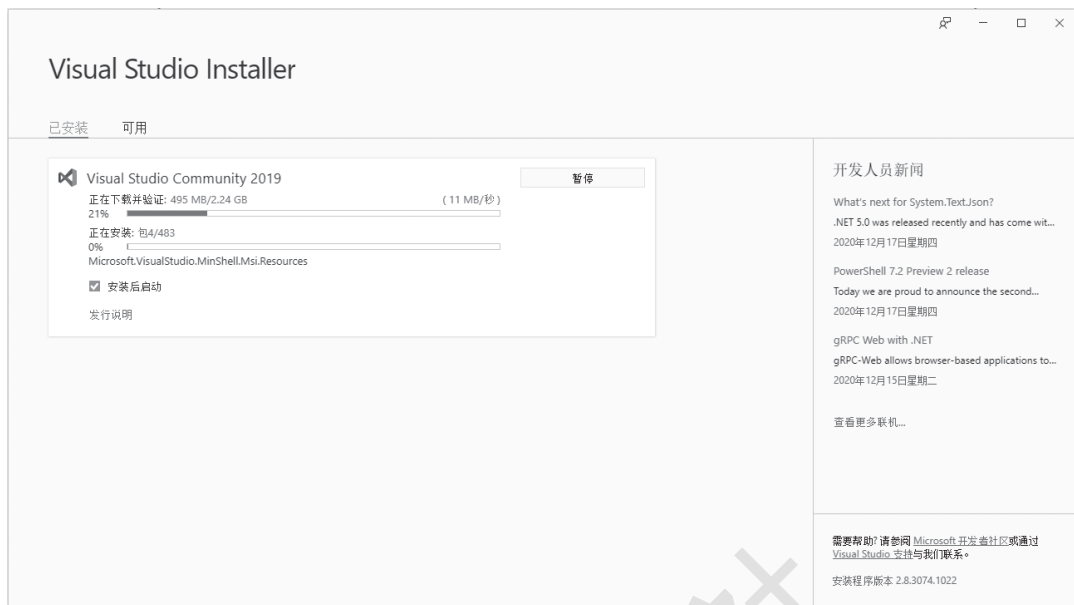 Visual Studio Installer
已安装 可用
Visual Studio Community 2019
暂停
正在下载并验证: 495 MB/2.24 GB ( 11 MB/秒 )
21%
正在安装: 包4/483
0%
Microsoft.VisualStudio.MinShell.Msi.Resources
安装后启动
发行说明
开发人员新闻
What's next for System.Text.Json?
.NET 5.0 was released recently and has come wit...
2020年12月17日星期四
PowerShell 7.2 Preview 2 release
Today we are proud to announce the second...
2020年12月17日星期四
gRPC Web with .NET
gRPC-Web allows browser-based applications to...
2020年12月15日星期二
查看更多联机...
需要帮助? 请参阅 Microsoft 开发者社区或通过
Visual Studio 支持与我们联系。
安装程序版本 2.8.3074.1022